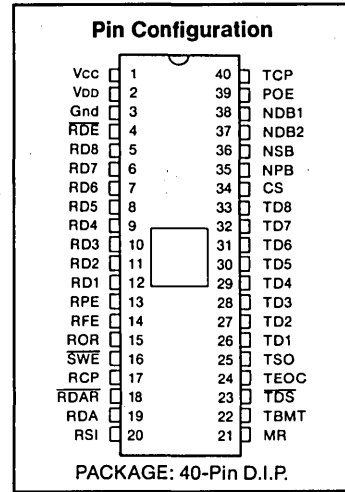 Pin Configuration
Vcc 1 40 TCP
VDD 2 39 POE
Gnd 3 38 NDB1
RDE 4 37 NDB2
RD8 5 36 NSB
RD7 6 35 NPB
RD6 7 34 CS
RD5 8 33 TD8
RD4 9 32 TD7
RD3 10 31 TD6
RD2 11 30 TD5
RD1 12 29 TD4
RPE 13 28 TD3
RFE 14 27 TD2
ROR 15 26 TD1
SWE 16 25 TSO
RCP 17 24 TEOC
RDAR 18 23 TDS
RDA 19 22 TBMT
RSI 20 21 MR
PACKAGE: 40-Pin D.I.P.